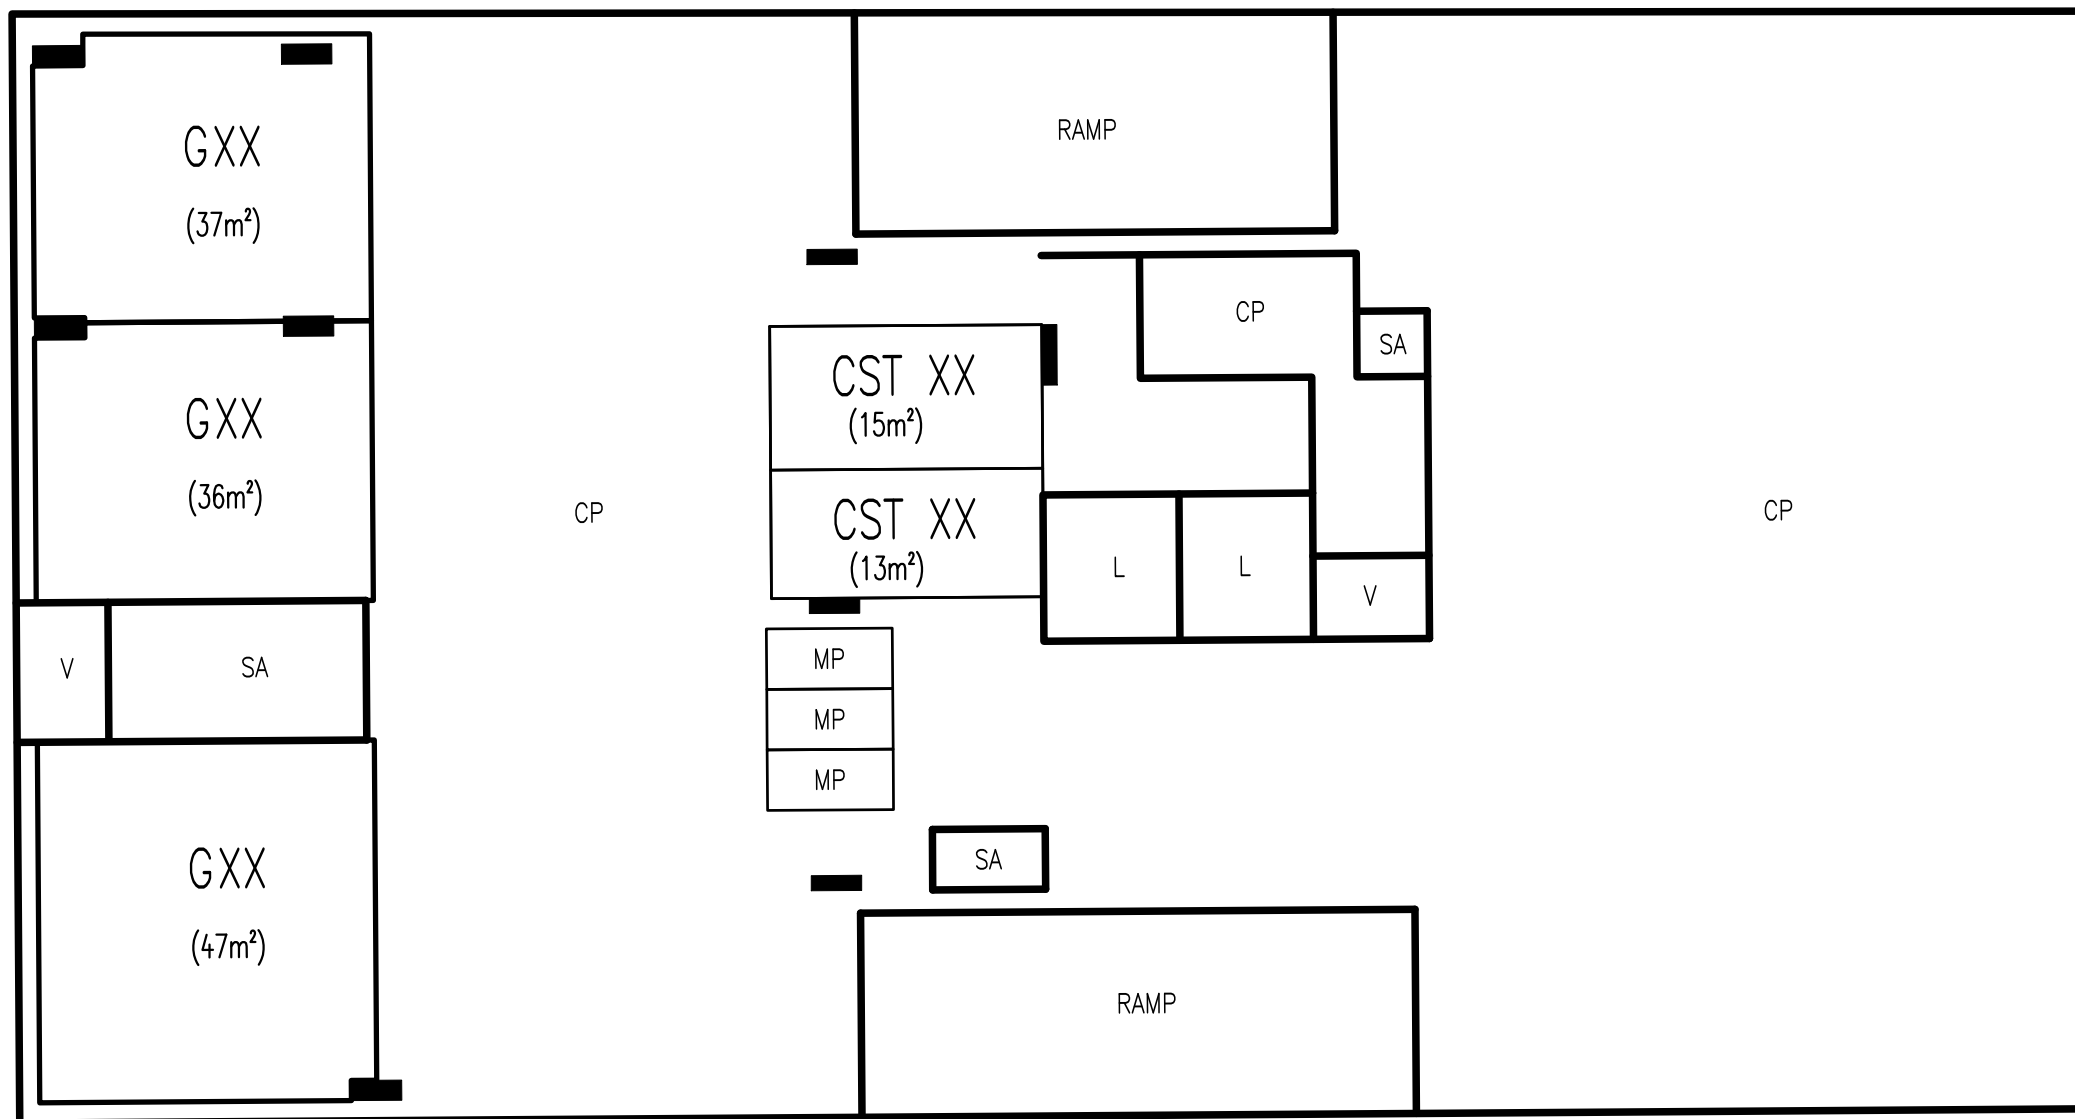 GXX
(37m²)
GXX
(36m²)
V
SA
GXX
(47m²)
CP
RAMP
CST XX
(15m²)
CST XX
(13m²)
MP
MP
MP
SA
RAMP
CP
SA
L
L
V
CP